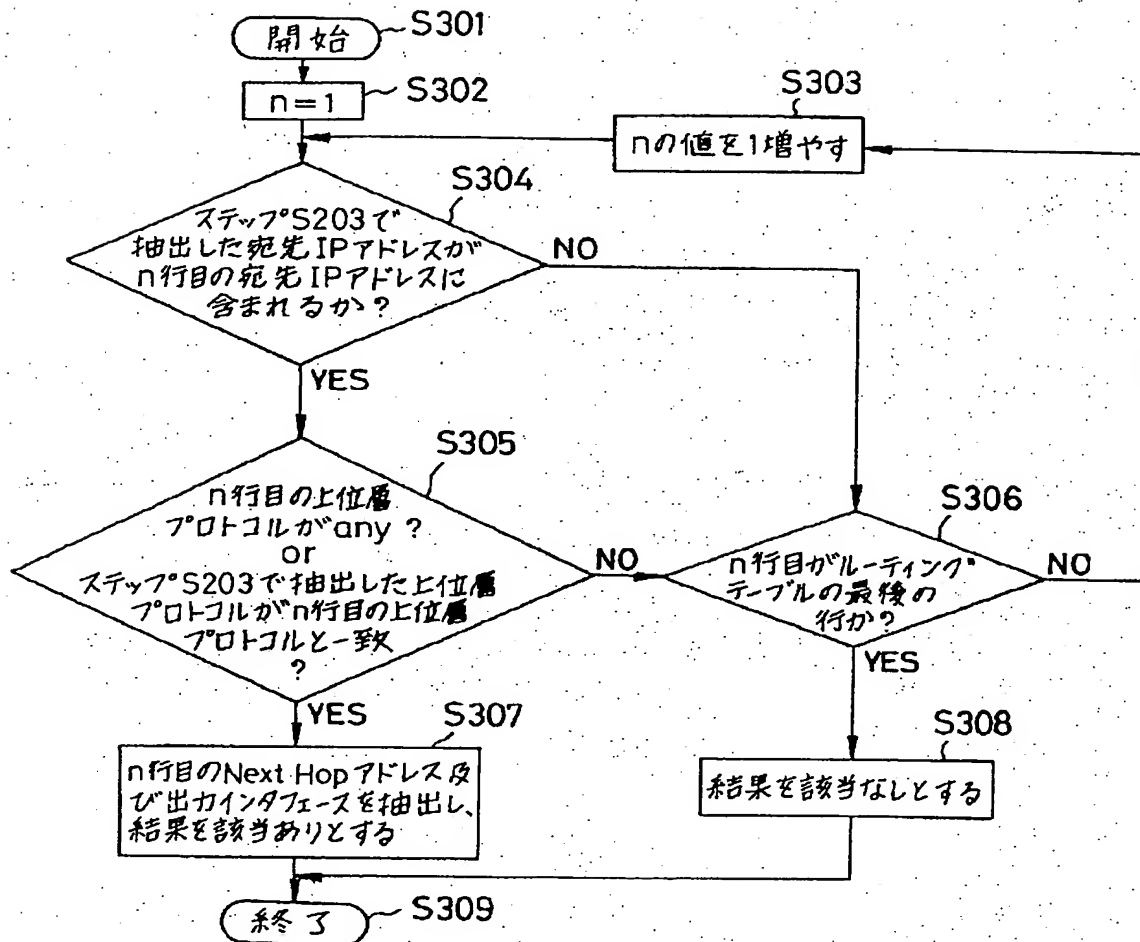 開始
S301
n=1
S302
S303
nの値を1増やす
S304
ステップS203で
抽出した宛先IPアドレスが
n行目の宛先IPアドレスに
含まれるか?
NO
YES
S305
n行目の上位層
プロトコルがany?
or
ステップS203で抽出した上位層
プロトコルがn行目の上位層
プロトコルと一致
?
NO
YES
S306
n行目がルーティング
テーブルの最後の
行か?
NO
YES
S307
n行目のNext Hopアドレス及
び出力インタフェースを抽出し、
結果を該当ありとする
S308
結果を該当なしとする
終了
S309